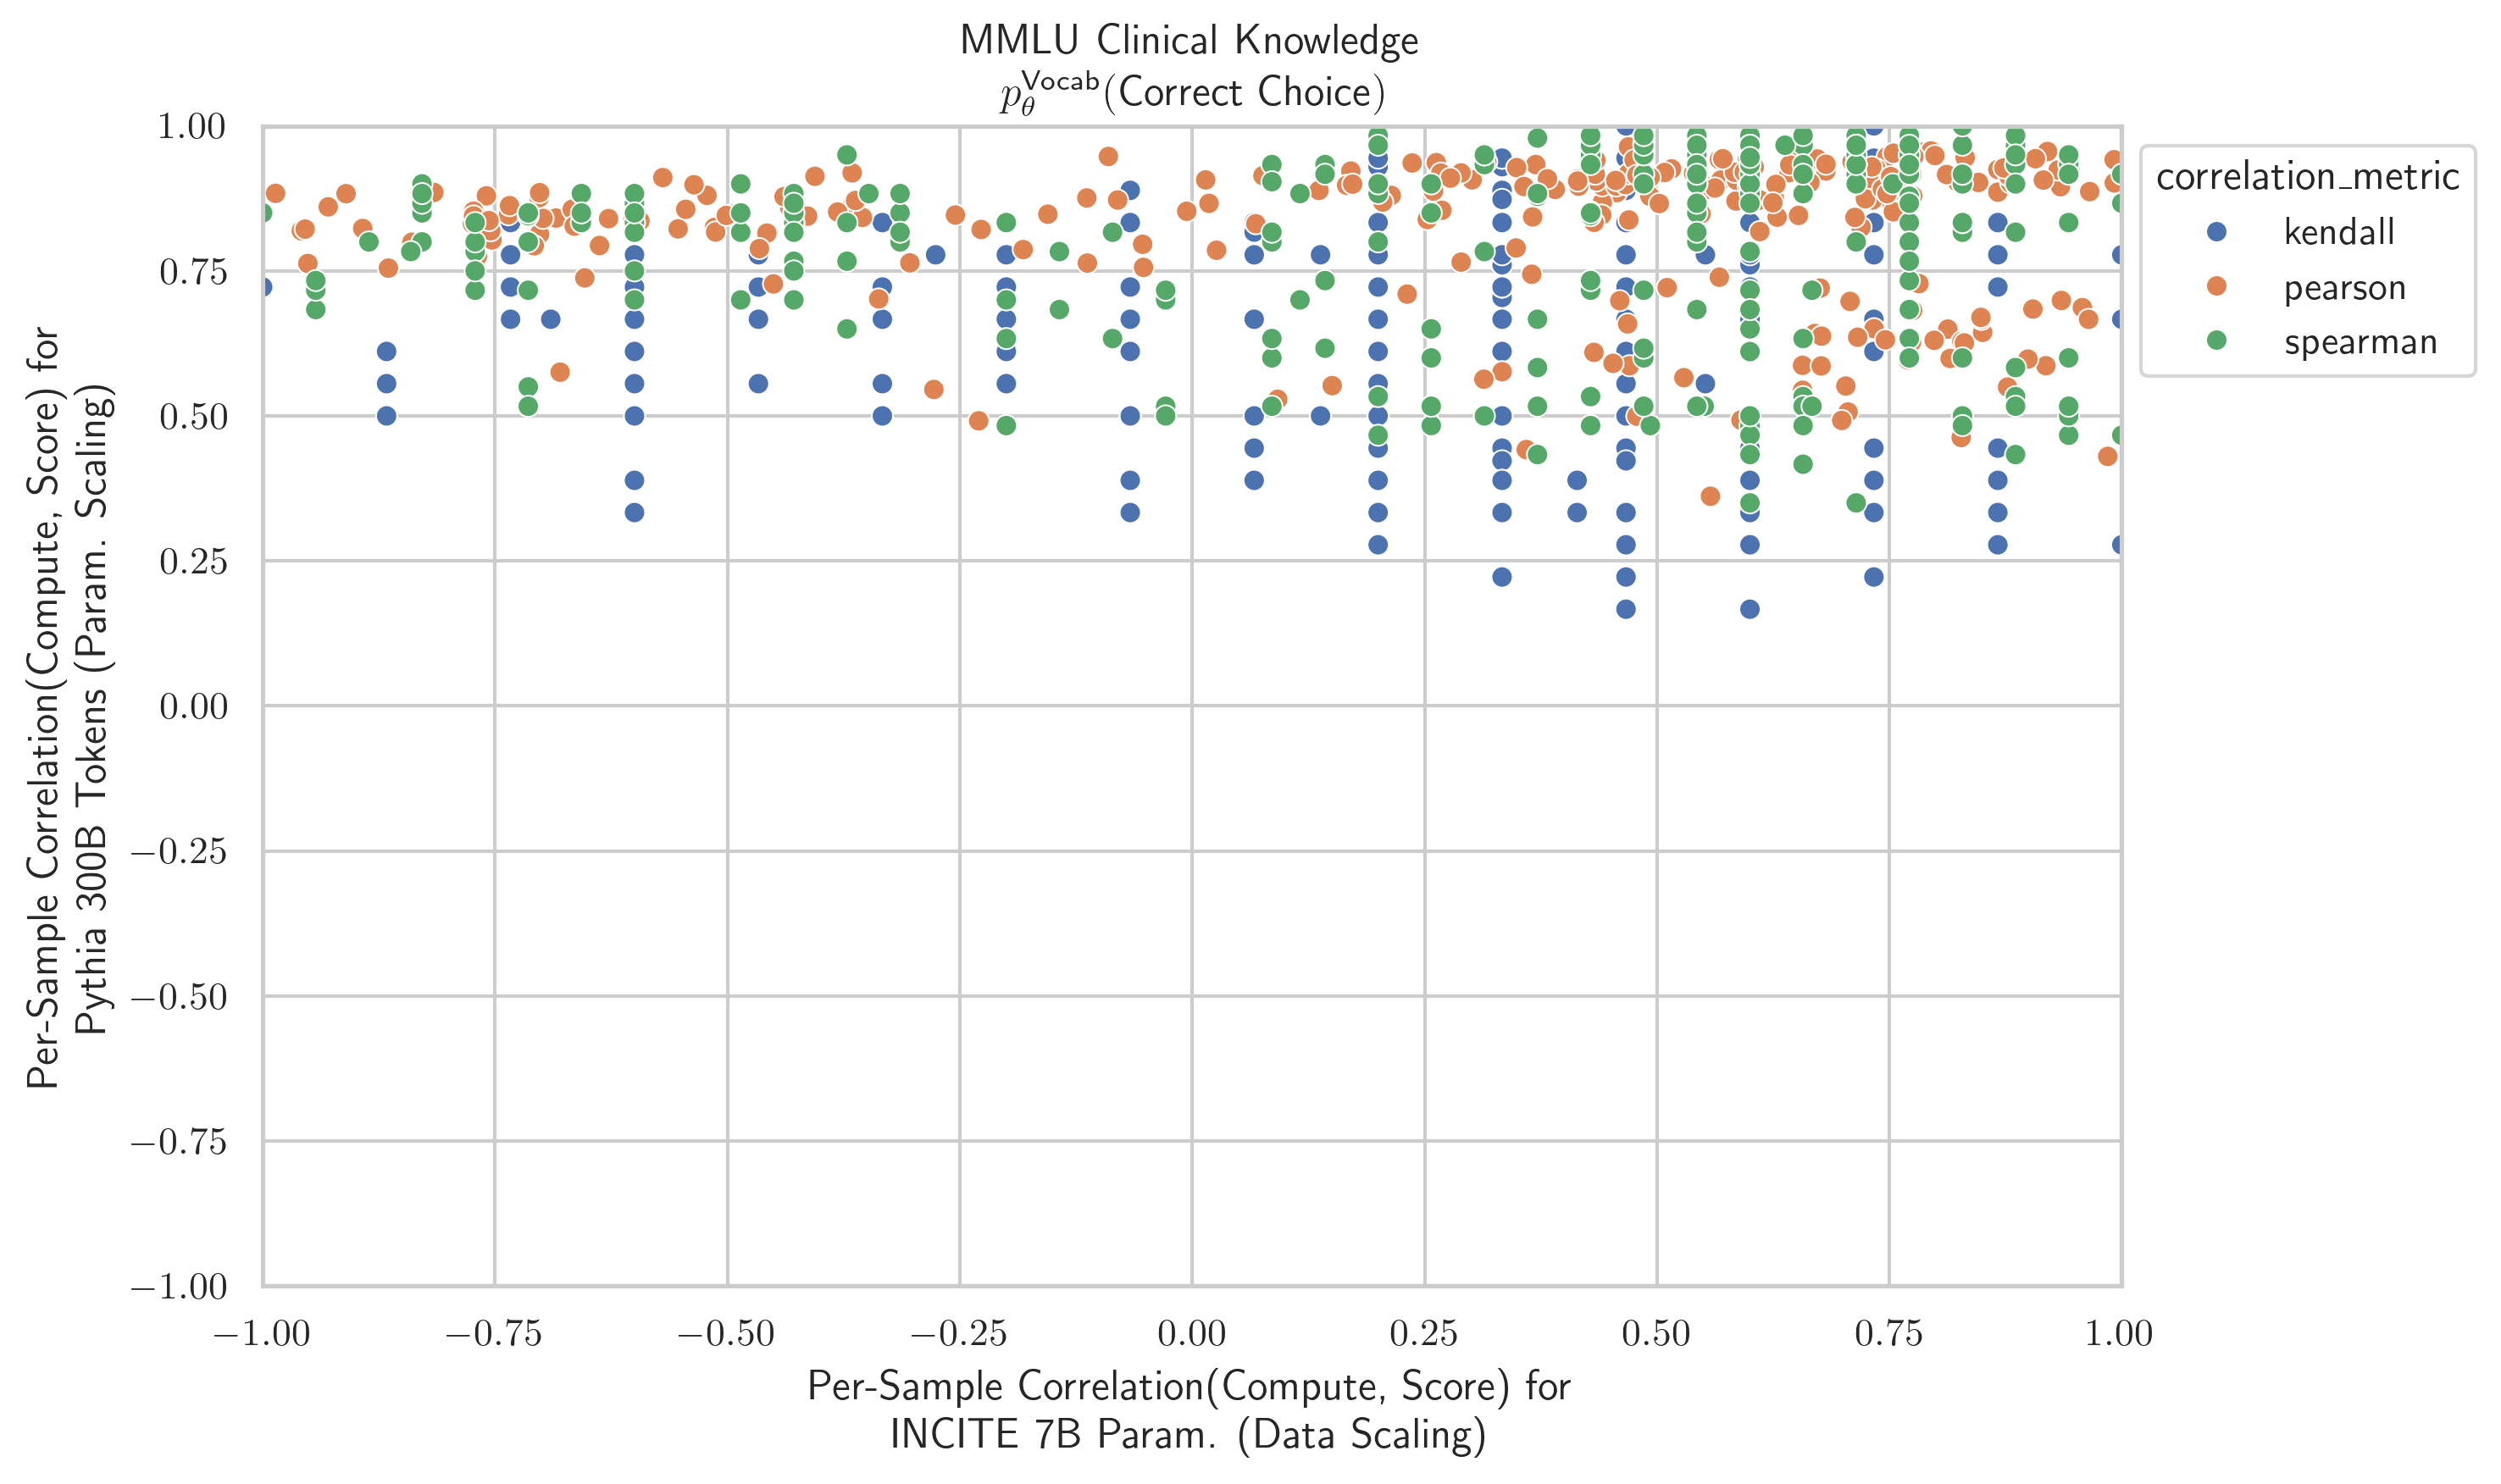 MMLU Clinical Knowledge
p_θ^Vocab(Correct Choice)
1.00
0.75
0.50
0.25
0.00
−0.25
−0.50
−0.75
−1.00
Per-Sample Correlation(Compute, Score) for
Pythia 300B Tokens (Param. Scaling)
correlation_metric
kendall
pearson
spearman
−1.00 −0.75 −0.50 −0.25 0.00 0.25 0.50 0.75 1.00
Per-Sample Correlation(Compute, Score) for
INCITE 7B Param. (Data Scaling)